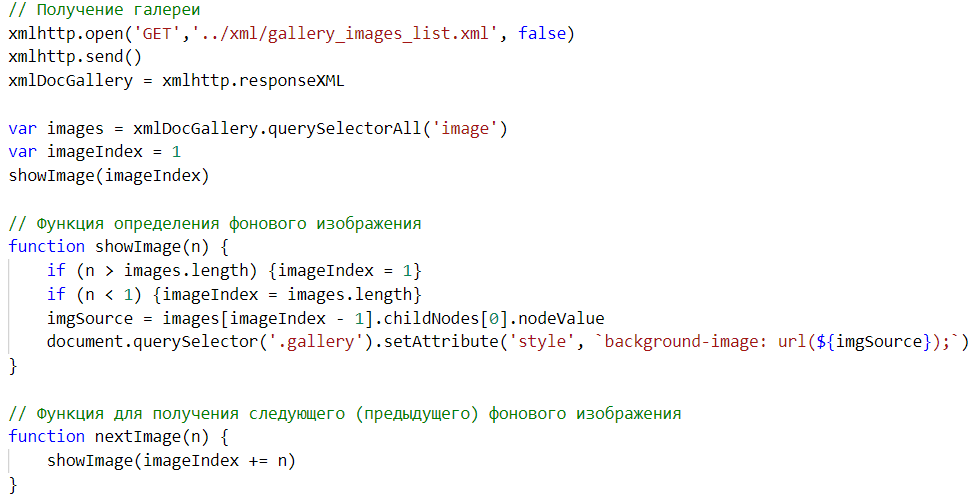 // Получение галереи
xmlhttp.open('GET','../xml/gallery_images_list.xml', false)
xmlhttp.send()
xmlDocGallery = xmlhttp.responseXML

var images = xmlDocGallery.querySelectorAll('image')
var imageIndex = 1
showImage(imageIndex)

// Функция определения фонового изображения
function showImage(n) {
    if (n > images.length) {imageIndex = 1}
    if (n < 1) {imageIndex = images.length}
    imgSource = images[imageIndex - 1].childNodes[0].nodeValue
    document.querySelector('.gallery').setAttribute('style', `background-image: url(${imgSource});`)
}

// Функция для получения следующего (предыдущего) фонового изображения
function nextImage(n) {
    showImage(imageIndex += n)
}